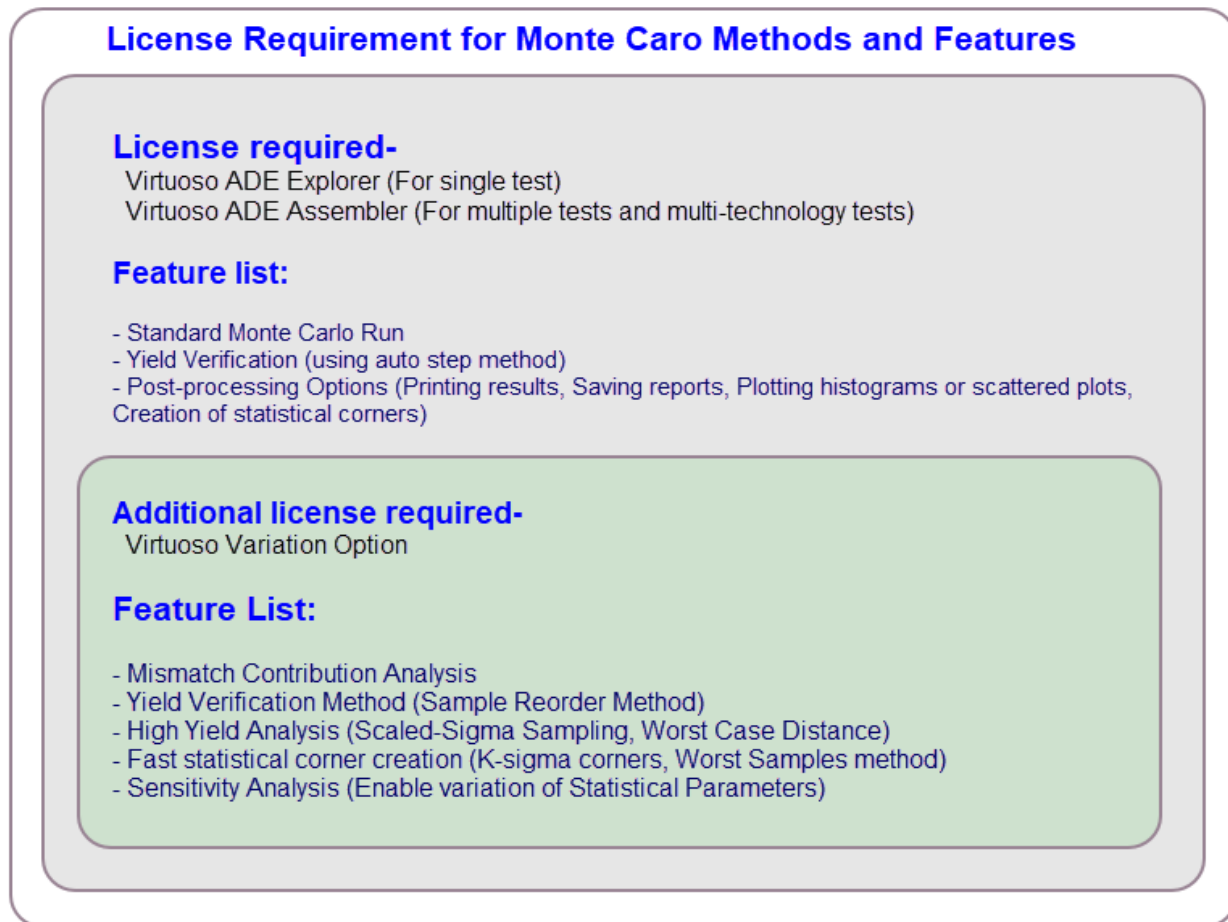 License Requirement for Monte Caro Methods and Features
License required-
Virtuoso ADE Explorer (For single test)
Virtuoso ADE Assembler (For multiple tests and multi-technology tests)
Feature list:
- Standard Monte Carlo Run
- Yield Verification (using auto step method)
- Post-processing Options (Printing results, Saving reports, Plotting histograms or scattered plots,
Creation of statistical corners)
Additional license required-
Virtuoso Variation Option
Feature List:
- Mismatch Contribution Analysis
- Yield Verification Method (Sample Reorder Method)
- High Yield Analysis (Scaled-Sigma Sampling, Worst Case Distance)
- Fast statistical corner creation (K-sigma corners, Worst Samples method)
- Sensitivity Analysis (Enable variation of Statistical Parameters)